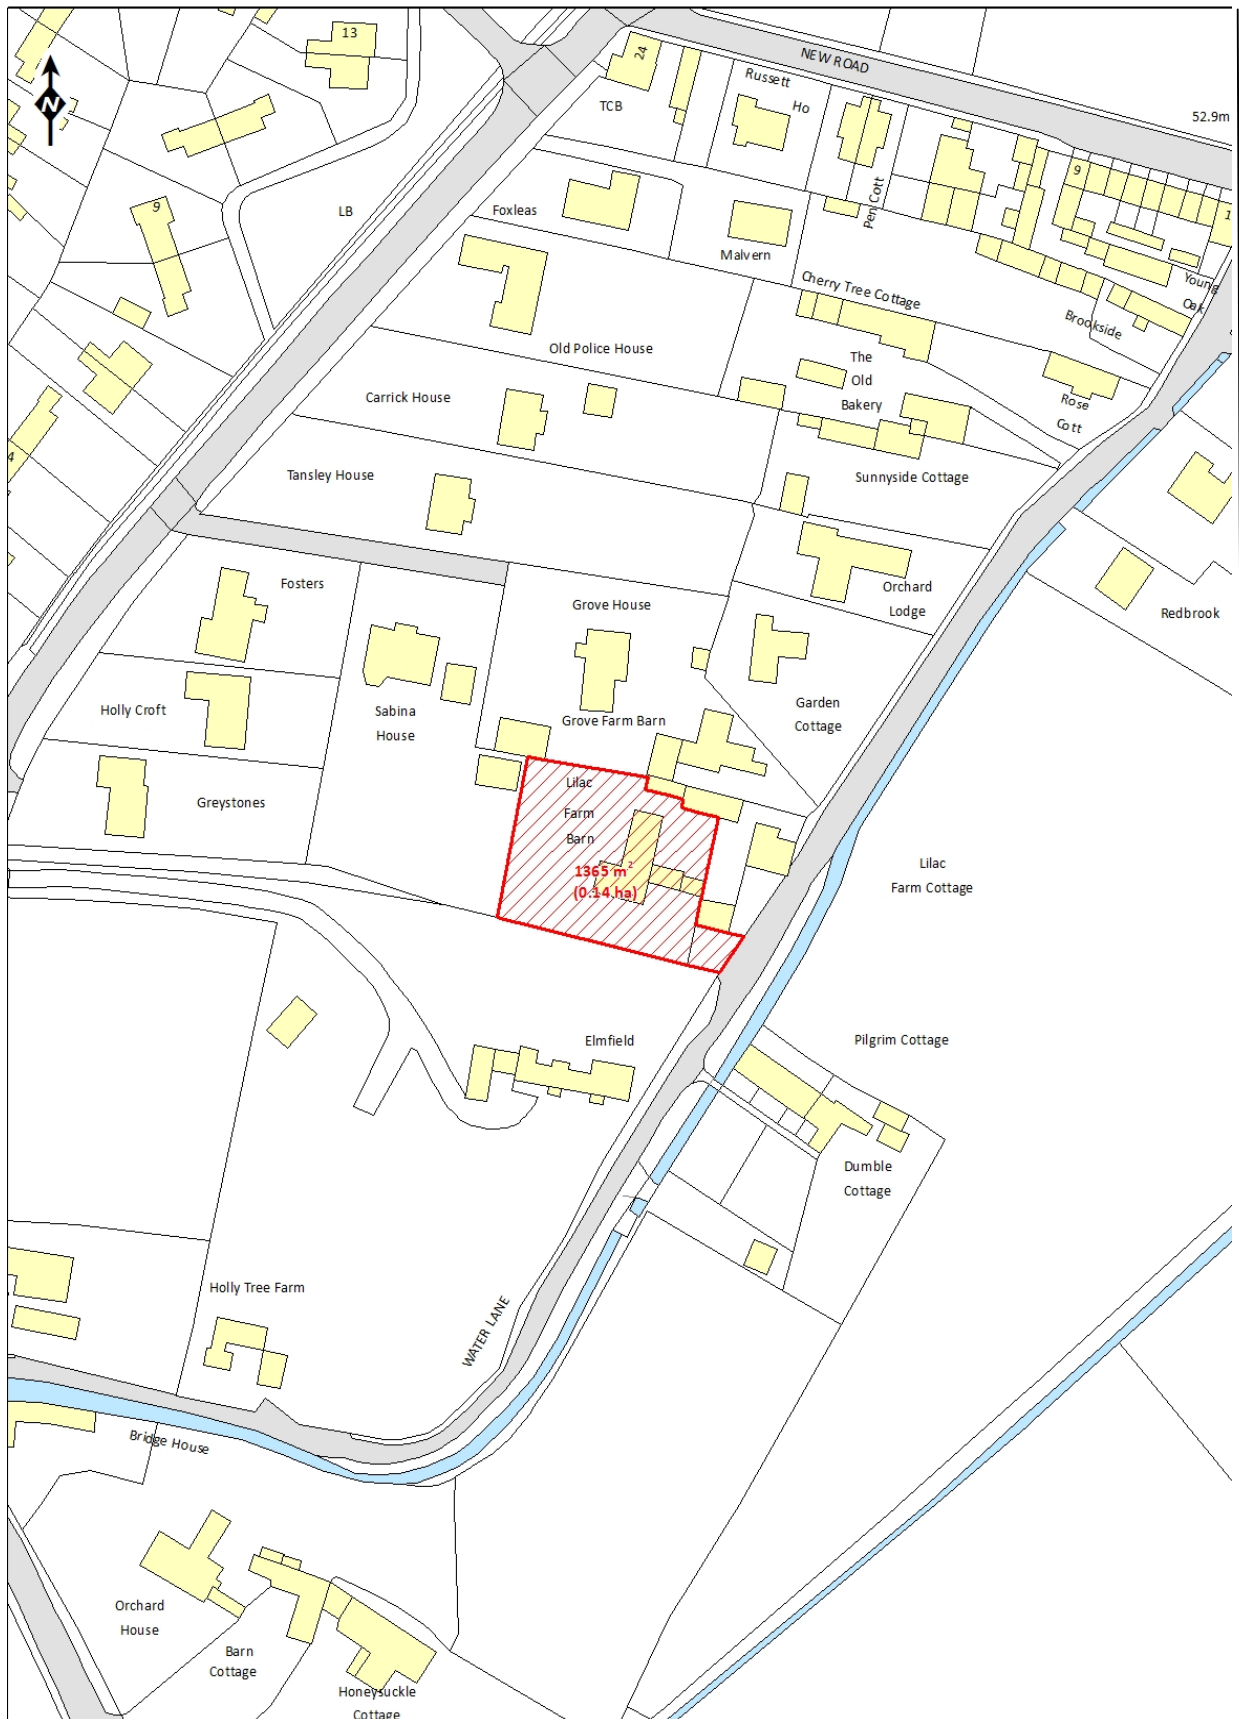 13
24
NEW ROAD
Russett
Ho
TCB
52.9m
N
9
9
LB
Foxleas
Pen Cott
1
Malvern
Cherry Tree Cottage
Young
Oak
Brookside
Old Police House
The
Old
Bakery
Carrick House
Rose
Cott
4
Tansley House
Sunnyside Cottage
Fosters
Orchard
Lodge
Grove House
Redbrook
Holly Croft
Sabina
House
Grove Farm Barn
Garden
Cottage
Lilac
Farm
Barn
Greystones
1365 m²
(0.14 ha)
Lilac
Farm Cottage
Elmfield
Pilgrim Cottage
Dumble
Cottage
Holly Tree Farm
WATER LANE
Bridge House
Orchard
House
Barn
Cottage
Honeysuckle
Cottage